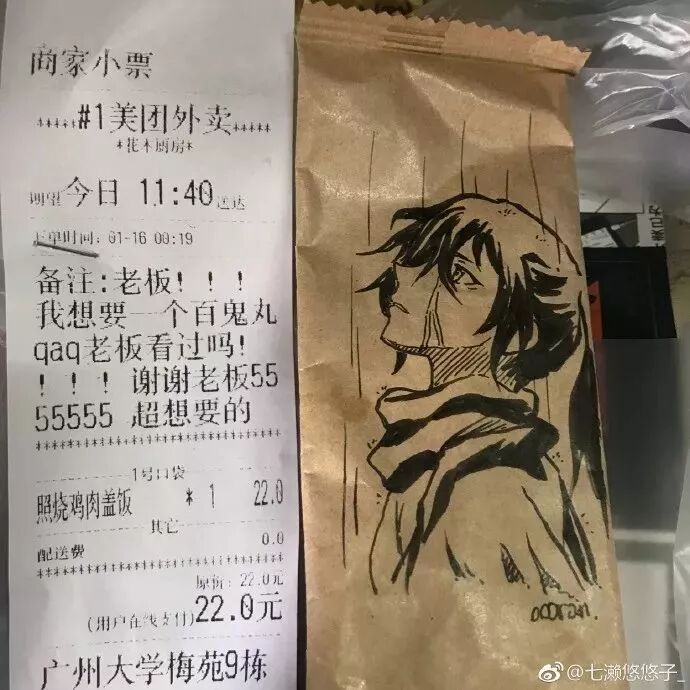 商家小票
*****#1美团外卖*****
*花木厨房*
期望今日 11:40送达
下单时间: 01-16 00:19
备注:老板！！！
我想要一个百鬼丸
qaq老板看过吗！
！！！谢谢老板55
55555 超想要的
1号口袋
照烧鸡肉盖饭 * 1 22.0
其它
配送费 0.0
原价: 22.0元
(用户在线支付)22.0元
广州大学梅苑9栋
@七濑悠悠子_